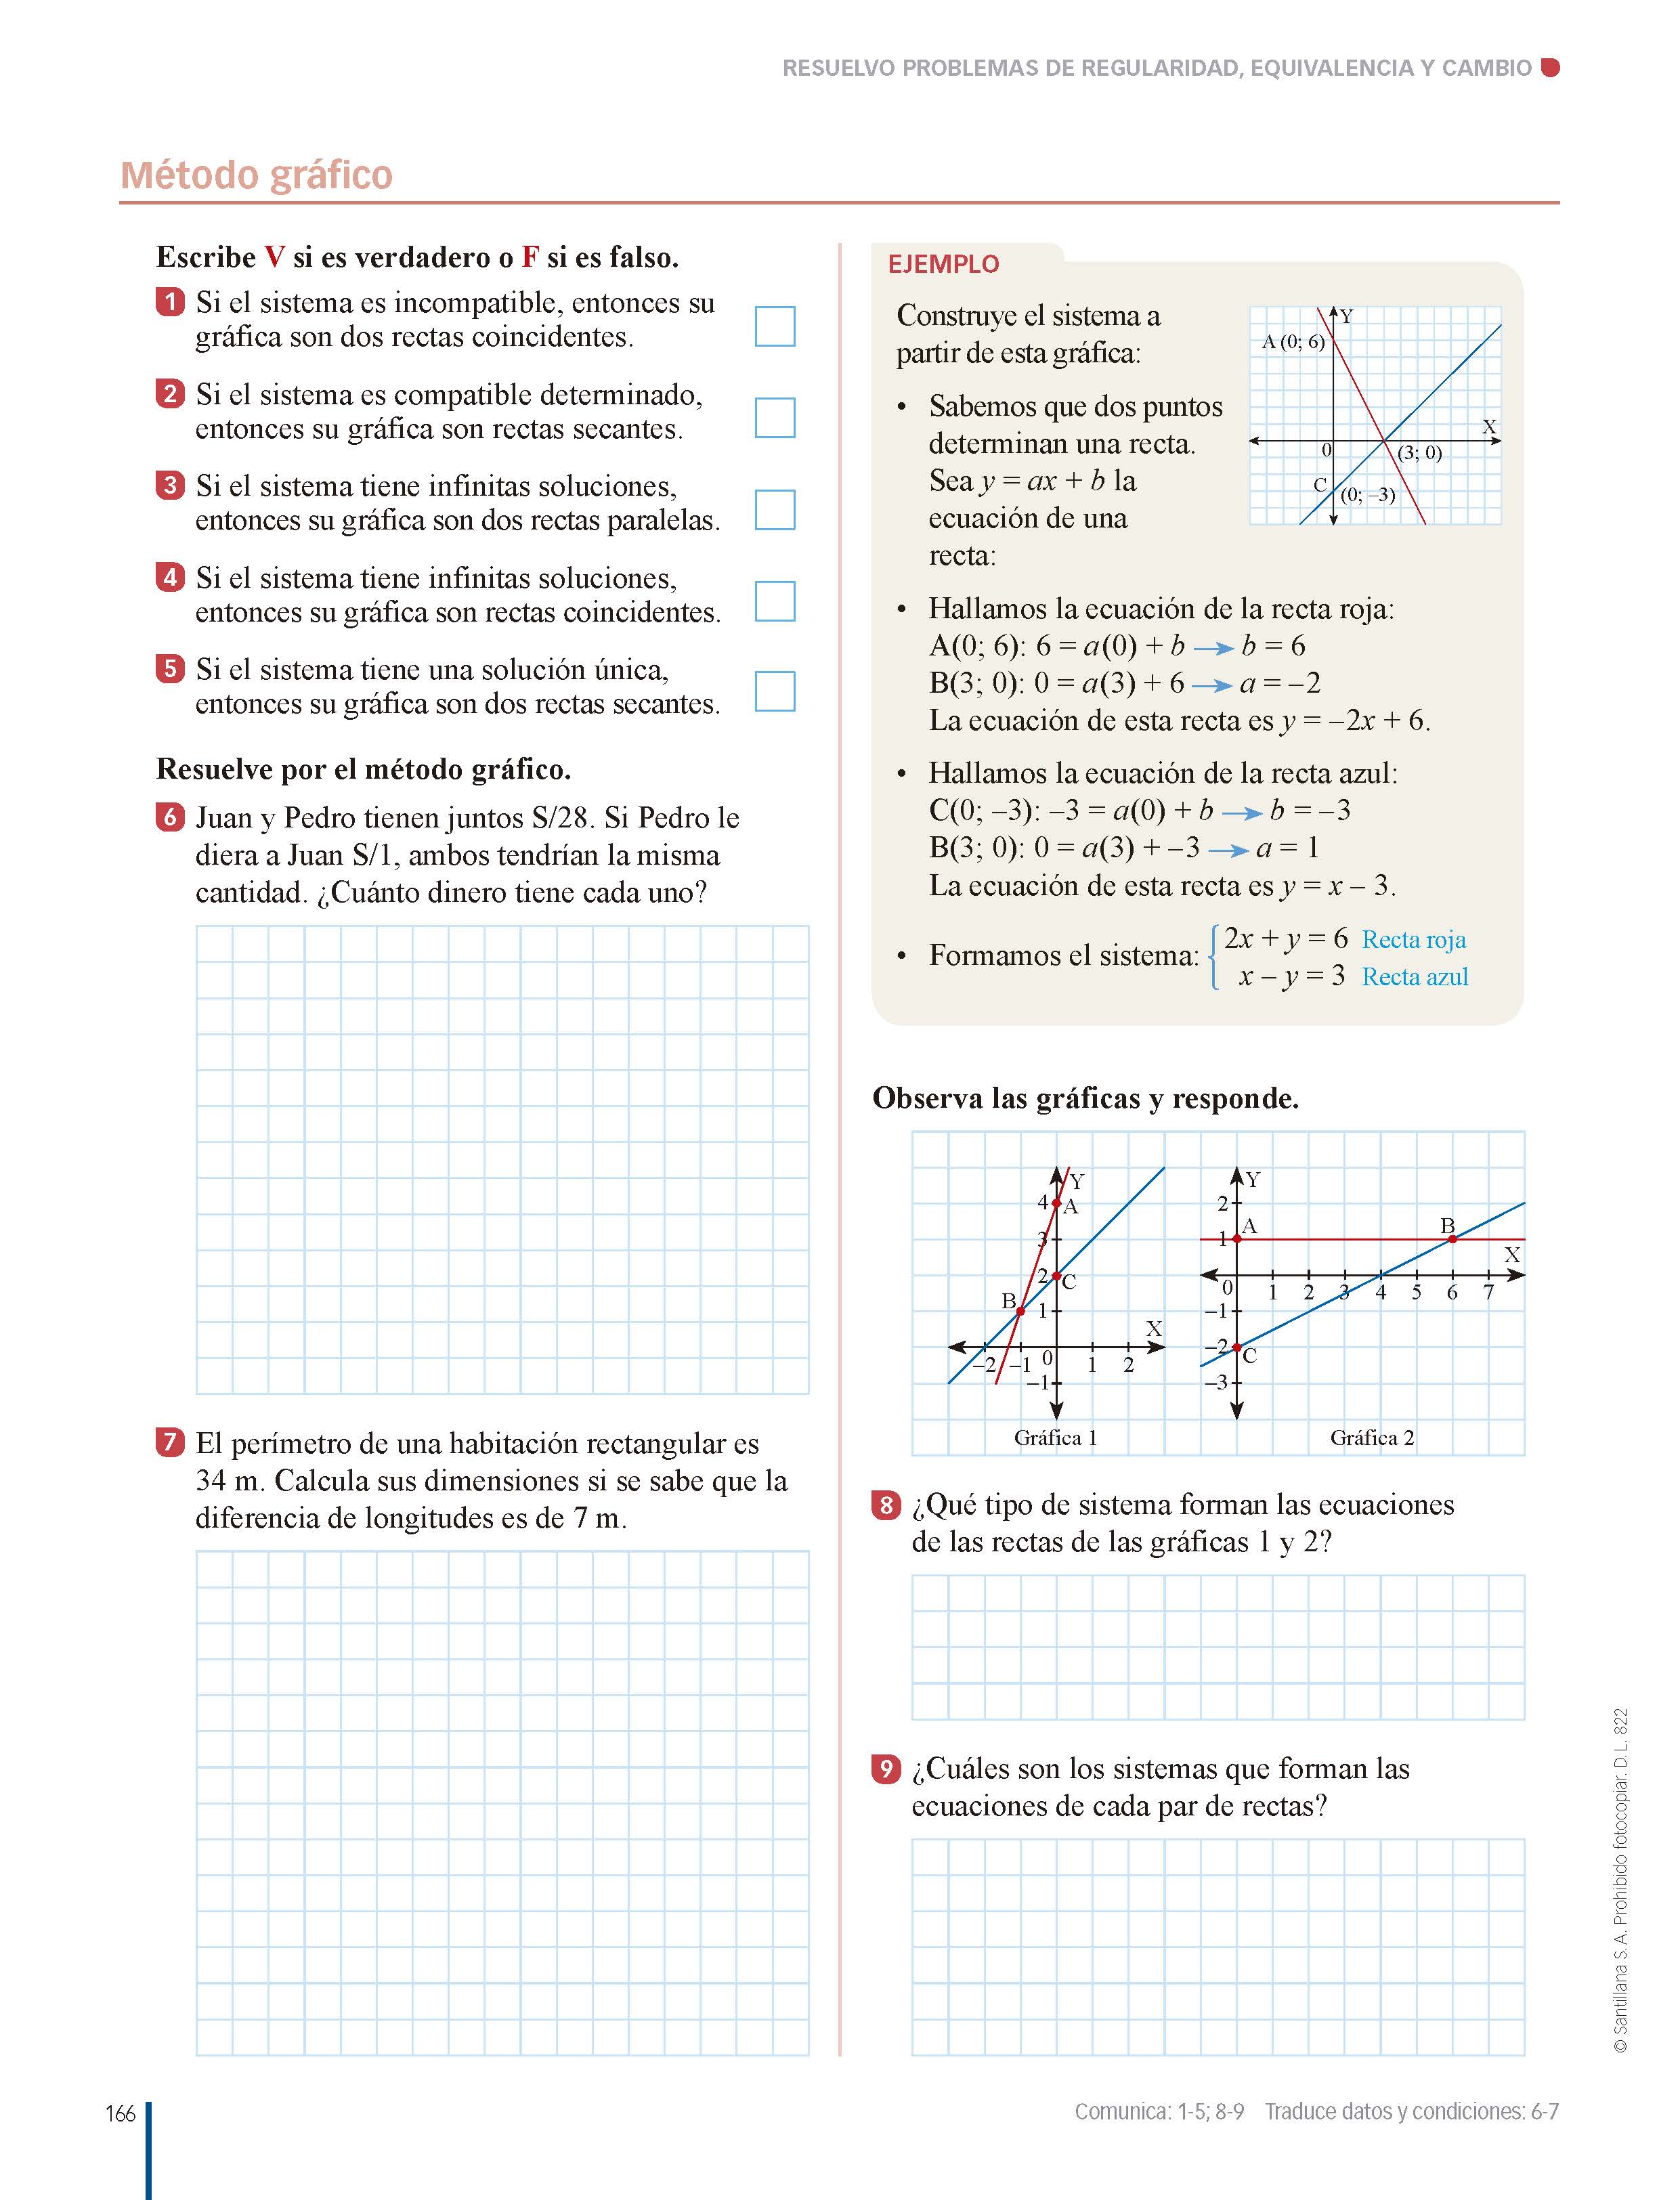 RESUELVO PROBLEMAS DE REGULARIDAD, EQUIVALENCIA Y CAMBIO
Método gráfico
Escribe V si es verdadero o F si es falso.
1 Si el sistema es incompatible, entonces su
gráfica son dos rectas coincidentes.
2 Si el sistema es compatible determinado,
entonces su gráfica son rectas secantes.
3 Si el sistema tiene infinitas soluciones,
entonces su gráfica son dos rectas paralelas.
4 Si el sistema tiene infinitas soluciones,
entonces su gráfica son rectas coincidentes.
5 Si el sistema tiene una solución única,
entonces su gráfica son dos rectas secantes.
Resuelve por el método gráfico.
6 Juan y Pedro tienen juntos S/28. Si Pedro le
diera a Juan S/1, ambos tendrían la misma
cantidad. ¿Cuánto dinero tiene cada uno?
7 El perímetro de una habitación rectangular es
34 m. Calcula sus dimensiones si se sabe que la
diferencia de longitudes es de 7 m.
EJEMPLO
Construye el sistema a
partir de esta gráfica:
• Sabemos que dos puntos
determinan una recta.
Sea y = ax + b la
ecuación de una
recta:
Y
A (0; 6)
X
0
(3; 0)
C
(0; –3)
• Hallamos la ecuación de la recta roja:
A(0; 6): 6 = a(0) + b → b = 6
B(3; 0): 0 = a(3) + 6 → a = –2
La ecuación de esta recta es y = –2x + 6.
• Hallamos la ecuación de la recta azul:
C(0; –3): –3 = a(0) + b → b = –3
B(3; 0): 0 = a(3) + –3 → a = 1
La ecuación de esta recta es y = x – 3.
• Formamos el sistema: { 2x + y = 6 Recta roja
x – y = 3 Recta azul
Observa las gráficas y responde.
Y
4 A
3
2 C
B 1
X
–2 –1 0 1 2
–1
Gráfica 1
Y
2
1 A B
X
0 1 2 3 4 5 6 7
–1
–2 C
–3
Gráfica 2
8 ¿Qué tipo de sistema forman las ecuaciones
de las rectas de las gráficas 1 y 2?
9 ¿Cuáles son los sistemas que forman las
ecuaciones de cada par de rectas?
© Santillana S. A. Prohibido fotocopiar. D. L. 822
166
Comunica: 1-5; 8-9 Traduce datos y condiciones: 6-7